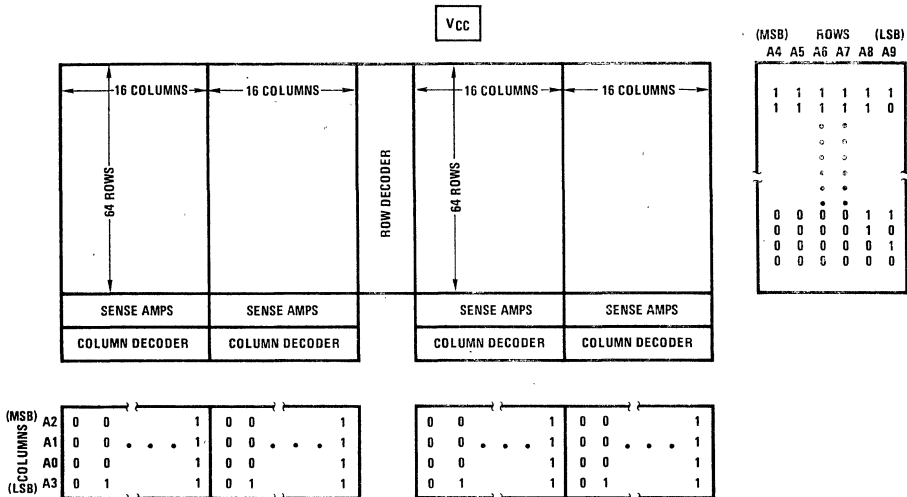 VCC
(MSB) ROWS (LSB)
A4 A5 A6 A7 A8 A9
1 1 1 1 1 1
1 1 1 1 1 0
0 0 0 0 1 1
0 0 0 0 1 0
0 0 0 0 0 1
0 0 0 0 0 0
16 COLUMNS 16 COLUMNS 16 COLUMNS 16 COLUMNS
64 ROWS
ROW DECODER
64 ROWS
SENSE AMPS SENSE AMPS SENSE AMPS SENSE AMPS
COLUMN DECODER COLUMN DECODER COLUMN DECODER COLUMN DECODER
COLUMNS
(MSB) A2 0 0 1 0 0 1 0 0 1 0 0 1
A1 0 0 • • • 1 0 0 • • • 1 0 0 • • • 1 0 0 • • • 1
A0 0 0 1 0 0 1 0 0 1 0 0 1
(LSB) A3 0 1 1 0 1 1 0 1 1 0 1 1